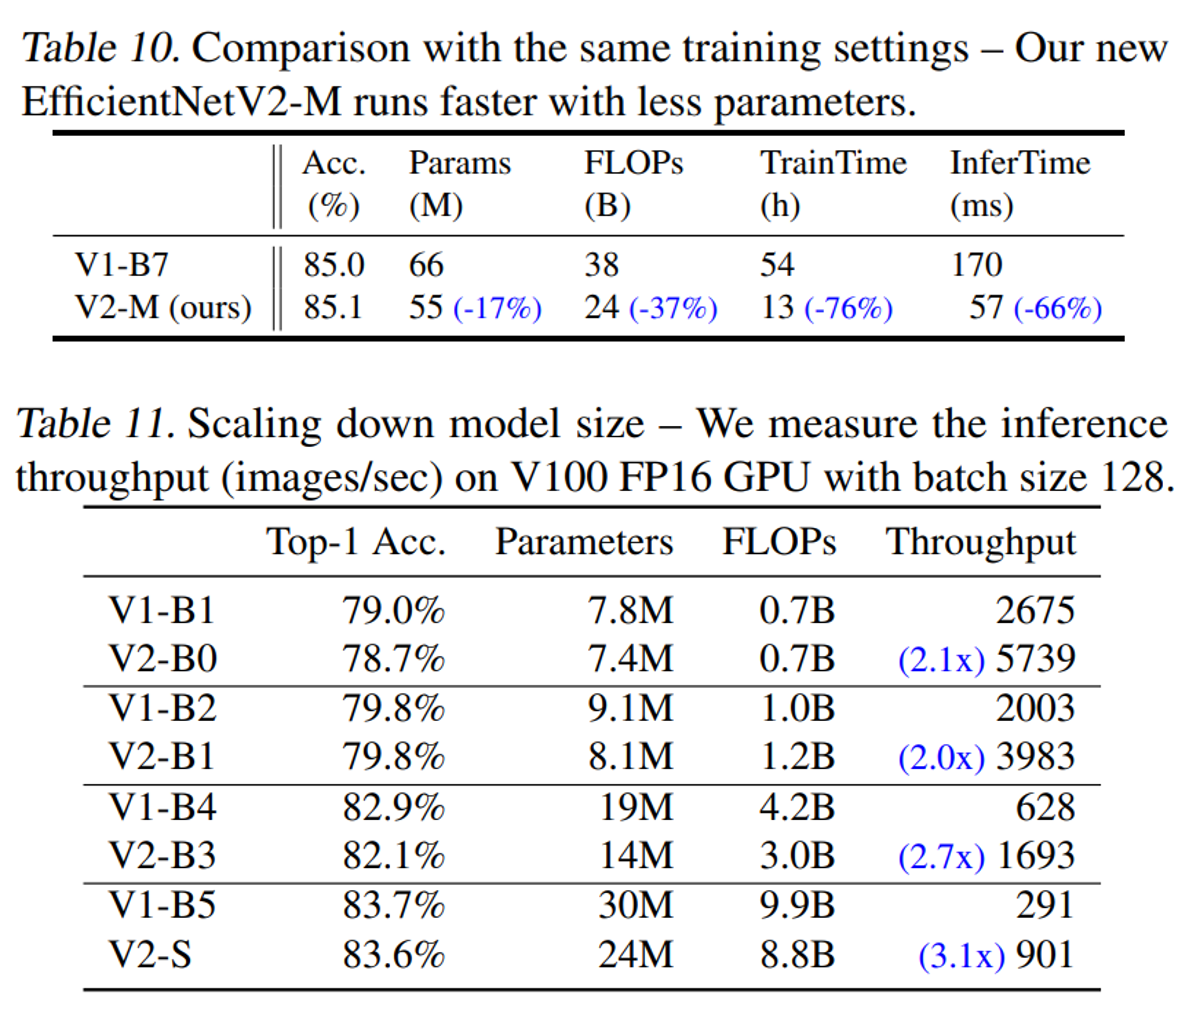 Table 10. Comparison with the same training settings – Our new
EfficientNetV2-M runs faster with less parameters.
Acc. Params FLOPs TrainTime InferTime
(%) (M) (B) (h) (ms)
V1-B7 85.0 66 38 54 170
V2-M (ours) 85.1 55 (-17%) 24 (-37%) 13 (-76%) 57 (-66%)
Table 11. Scaling down model size – We measure the inference
throughput (images/sec) on V100 FP16 GPU with batch size 128.
Top-1 Acc. Parameters FLOPs Throughput
V1-B1 79.0% 7.8M 0.7B 2675
V2-B0 78.7% 7.4M 0.7B (2.1x) 5739
V1-B2 79.8% 9.1M 1.0B 2003
V2-B1 79.8% 8.1M 1.2B (2.0x) 3983
V1-B4 82.9% 19M 4.2B 628
V2-B3 82.1% 14M 3.0B (2.7x) 1693
V1-B5 83.7% 30M 9.9B 291
V2-S 83.6% 24M 8.8B (3.1x) 901